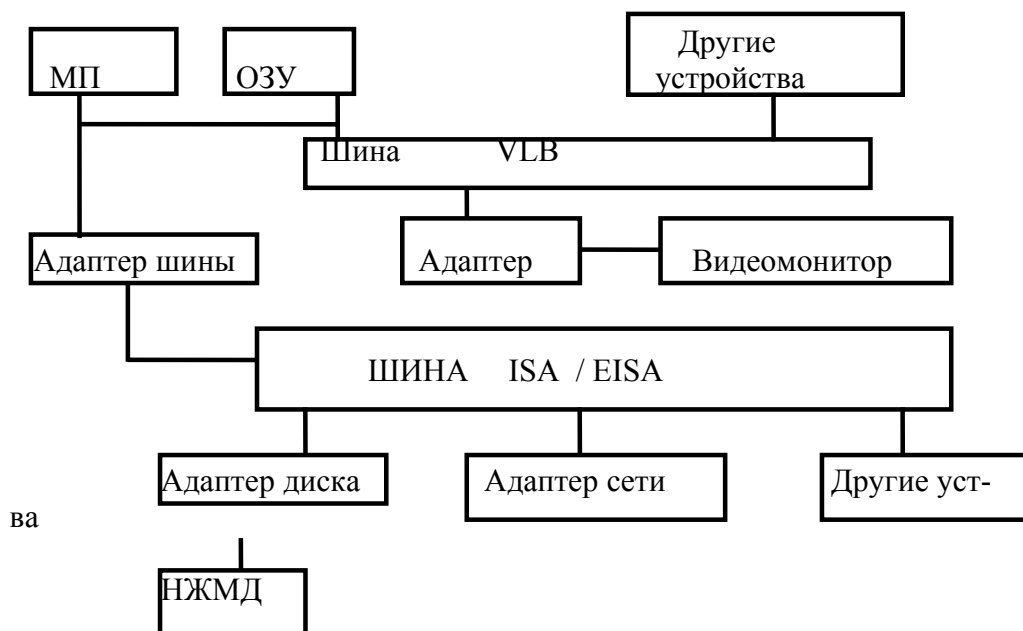 МП
ОЗУ
Другие
устройства
Шина VLB
Адаптер шины
Адаптер
Видеомонитор
ШИНА ISA / EISA
Адаптер диска
Адаптер сети
Другие уст-
ва
НЖМД